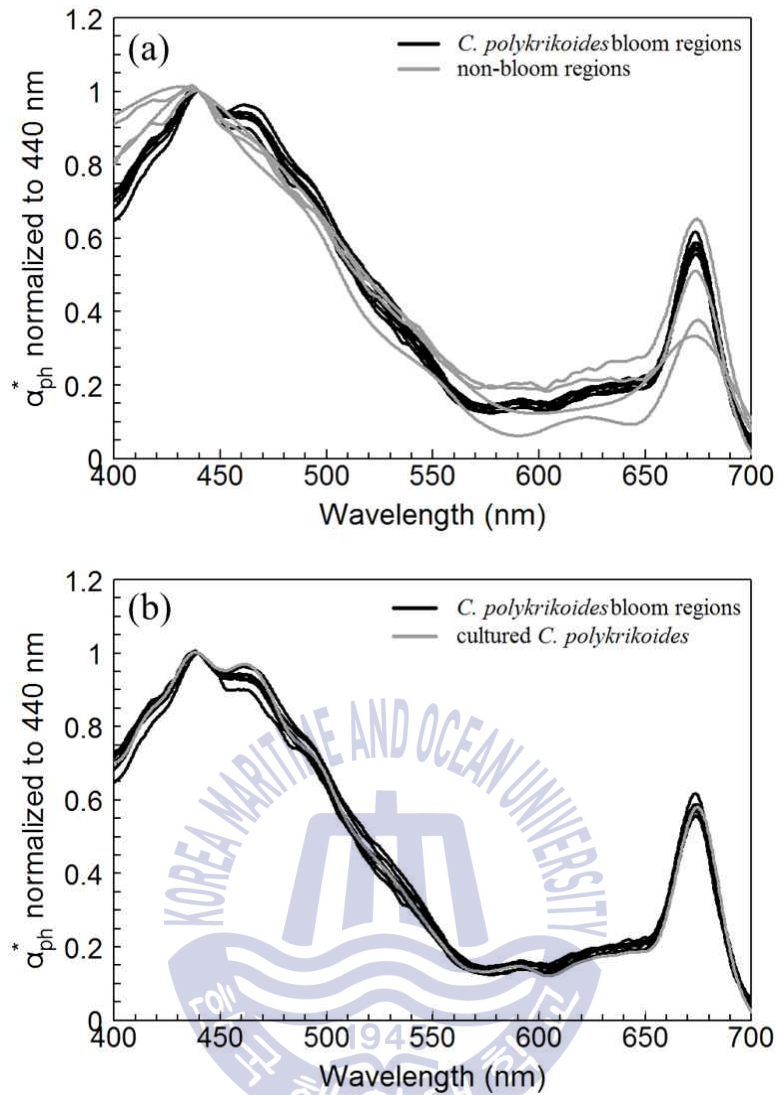 (a)
C. polykrikoides bloom regions
non-bloom regions
1.2
1
0.8
0.6
0.4
0.2
0
α*ph normalized to 440 nm
400 450 500 550 600 650 700
Wavelength (nm)
(b)
C. polykrikoides bloom regions
cultured C. polykrikoides
1.2
1
0.8
0.6
0.4
0.2
0
α*ph normalized to 440 nm
400 450 500 550 600 650 700
Wavelength (nm)
KOREA MARITIME AND OCEAN UNIVERSITY
1945